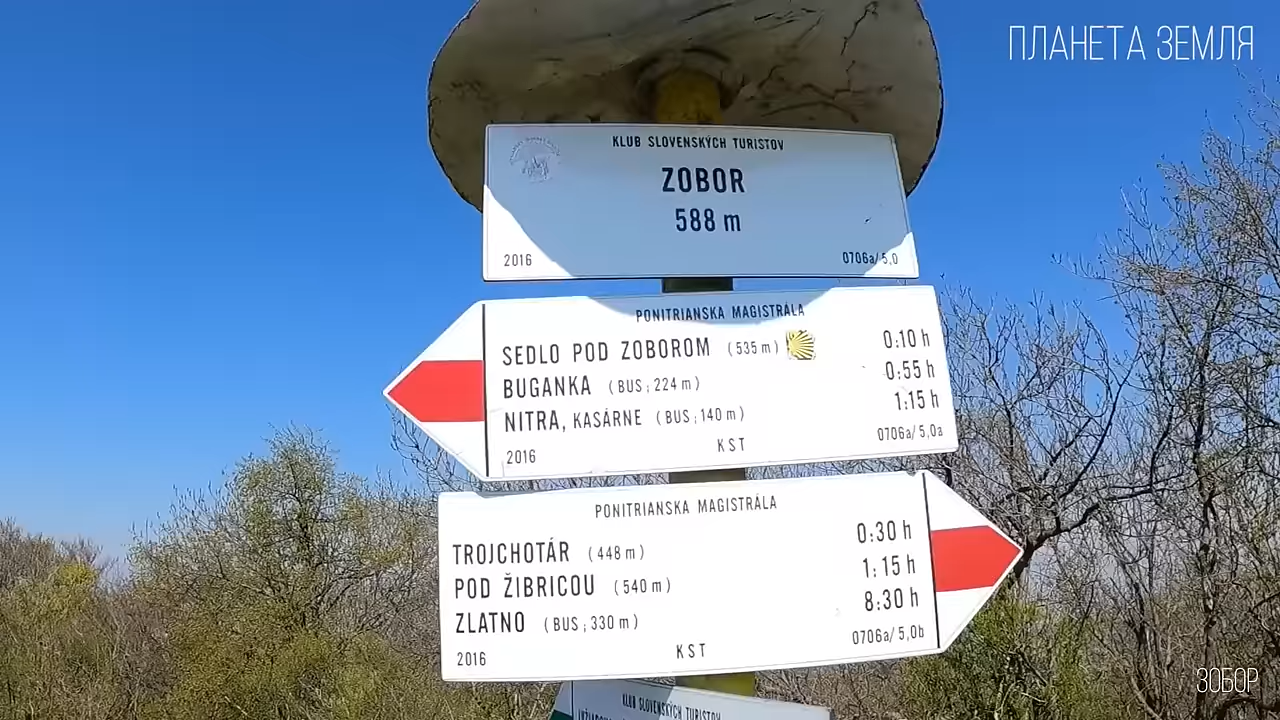 ПЛАНЕТА ЗЕМЛЯ
KLUB SLOVENSKÝCH TURISTOV
ZOBOR
588 m
2016 0706a/5,0
PONITRIANSKA MAGISTRÁLA
SEDLO POD ZOBOROM (535 m) 0:10 h
BUGANKA (BUS; 224 m) 0:55 h
NITRA, KASÁRNE (BUS; 140 m) 1:15 h
2016 KST 0706a/5,0a
PONITRIANSKA MAGISTRÁLA
TROJCHOTÁR (448 m) 0:30 h
POD ŽIBRICOU (540 m) 1:15 h
ZLATNO (BUS; 330 m) 8:30 h
2016 KST 0706a/5,0b
KLUB SLOVENSKÝCH TURISTOV
ЗОБОР